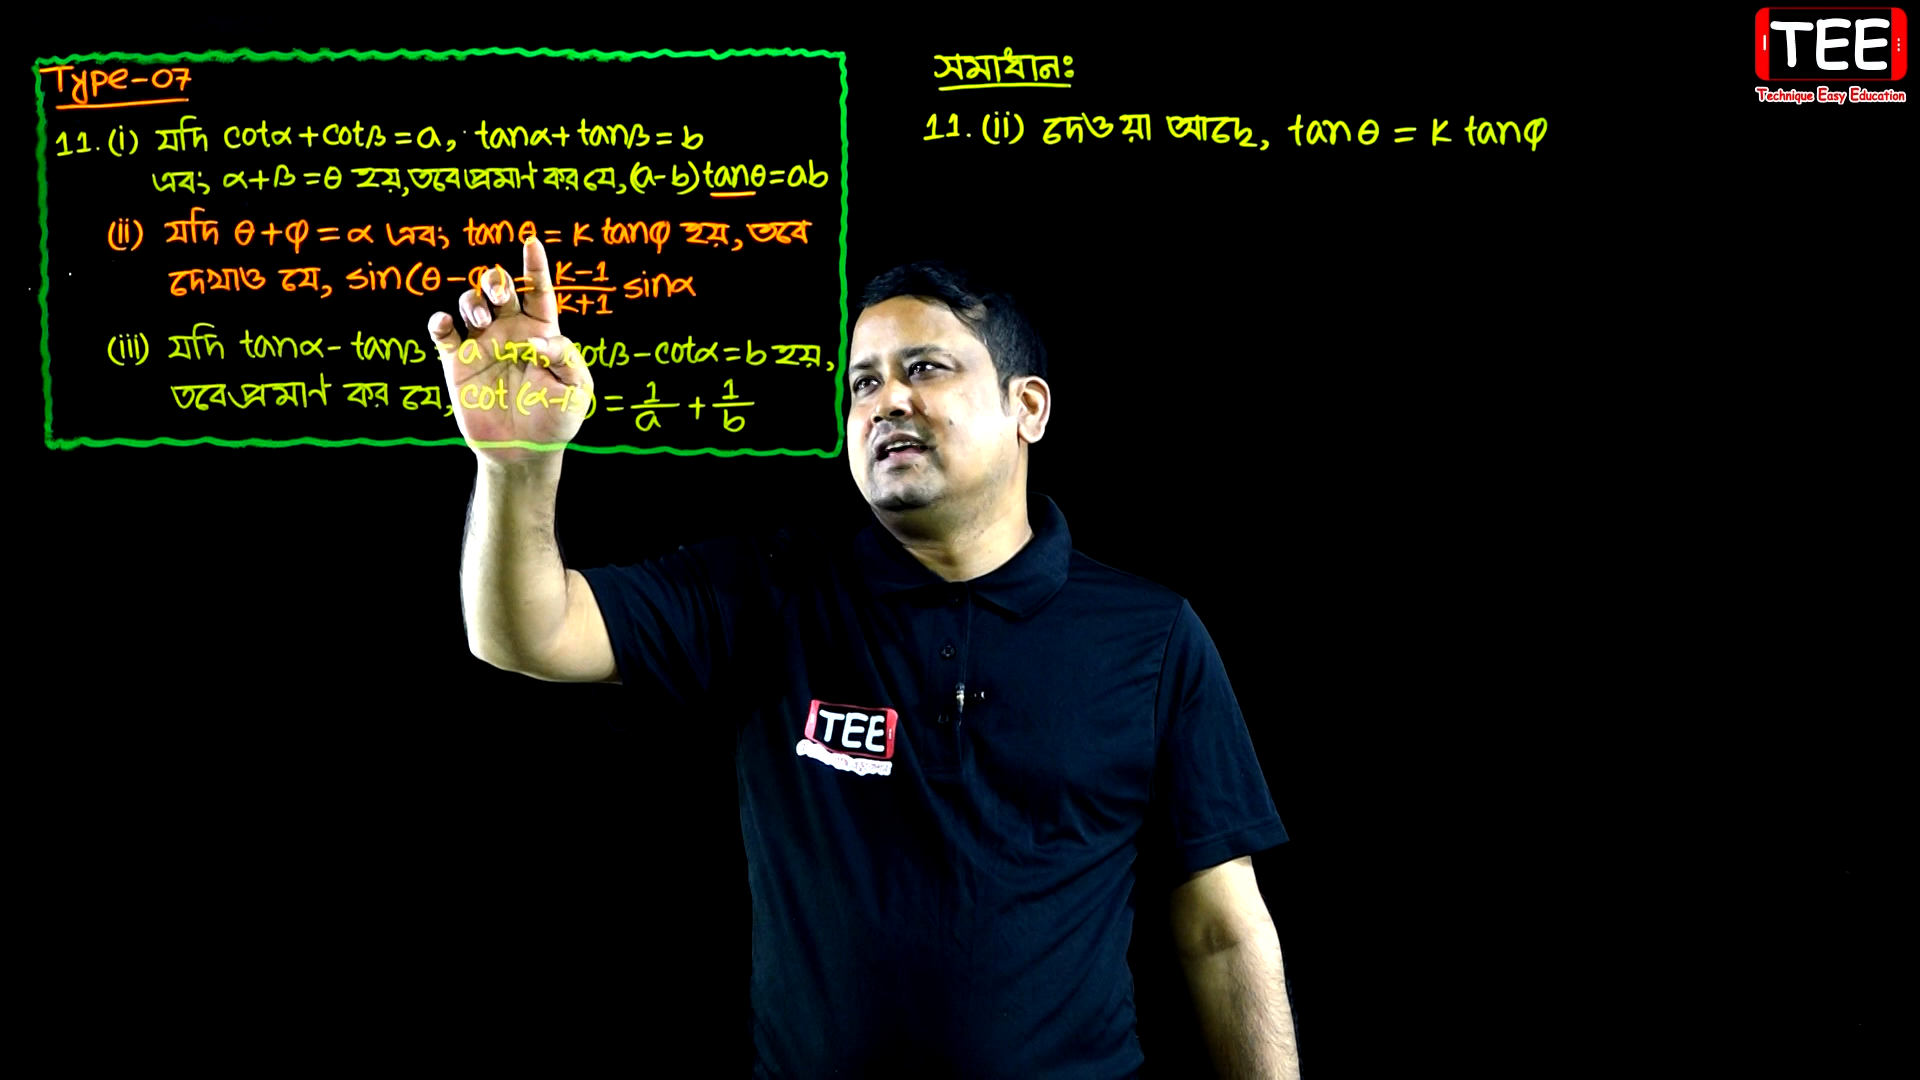 Type-07
11. (i) যদি cotα + cotβ = a, tanα + tanβ = b
এবং α+β = θ হয়, তবে প্রমাণ কর যে, (a-b) tanθ = ab
(ii) যদি θ + φ = α এবং tanθ = K tanφ হয়, তবে
দেখাও যে, sin(θ-φ) = K-1/K+1 sinα
(iii) যদি tanα - tanβ = a এবং cotβ - cotα = b হয়,
তবে প্রমাণ কর যে, cot (α-β) = 1/a + 1/b
সমাধানঃ
11. (ii) দেওয়া আছে, tanθ = K tanφ
TEE
Technique Easy Education
TEE